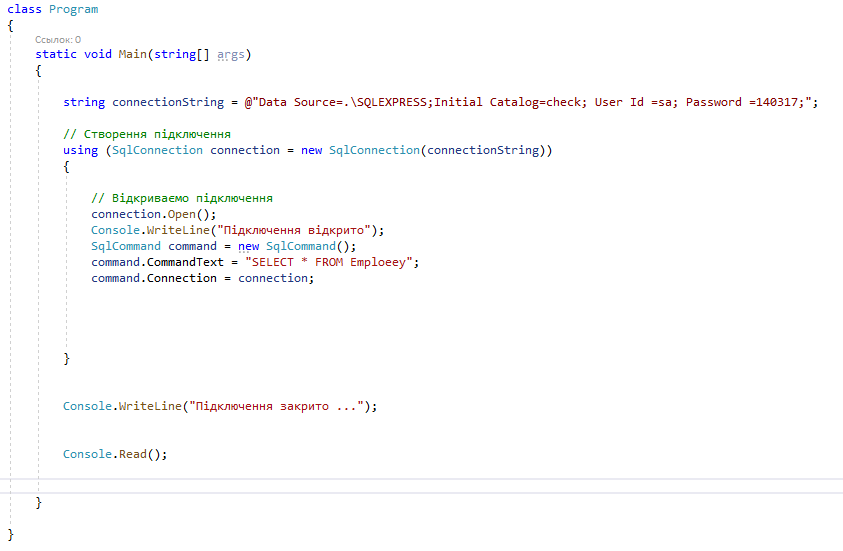 class Program
{
Ссылок: 0
static void Main(string[] args)
{
string connectionString = @"Data Source=.\SQLEXPRESS;Initial Catalog=check; User Id =sa; Password =140317;";
// Створення підключення
using (SqlConnection connection = new SqlConnection(connectionString))
{
// Відкриваємо підключення
connection.Open();
Console.WriteLine("Підключення відкрито");
SqlCommand command = new SqlCommand();
command.CommandText = "SELECT * FROM Emploeey";
command.Connection = connection;
}
Console.WriteLine("Підключення закрито ...");
Console.Read();
}
}